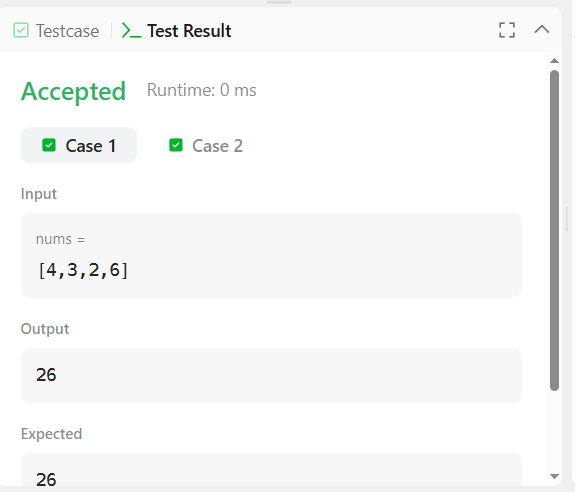 Testcase
Test Result
Accepted Runtime: 0 ms
Case 1 Case 2
Input
nums =
[4,3,2,6]
Output
26
Expected
26